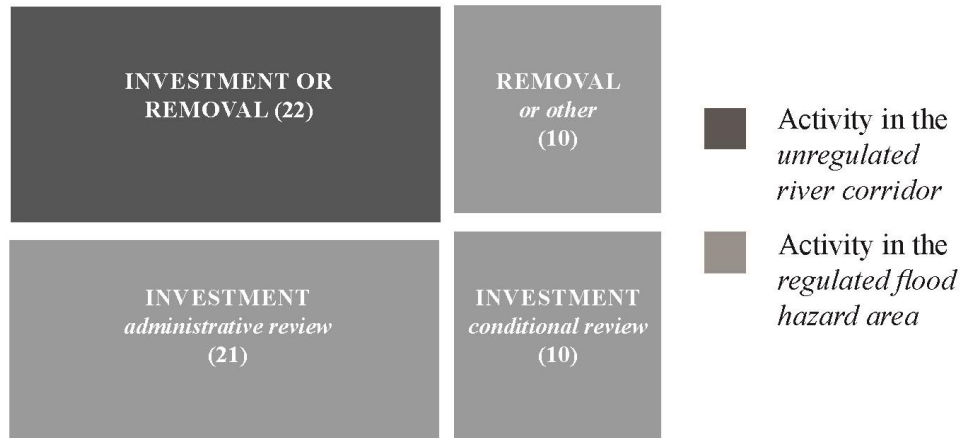 INVESTMENT OR
REMOVAL (22)
REMOVAL
or other
(10)
INVESTMENT
administrative review
(21)
INVESTMENT
conditional review
(10)
Activity in the
unregulated
river corridor
Activity in the
regulated flood
hazard area